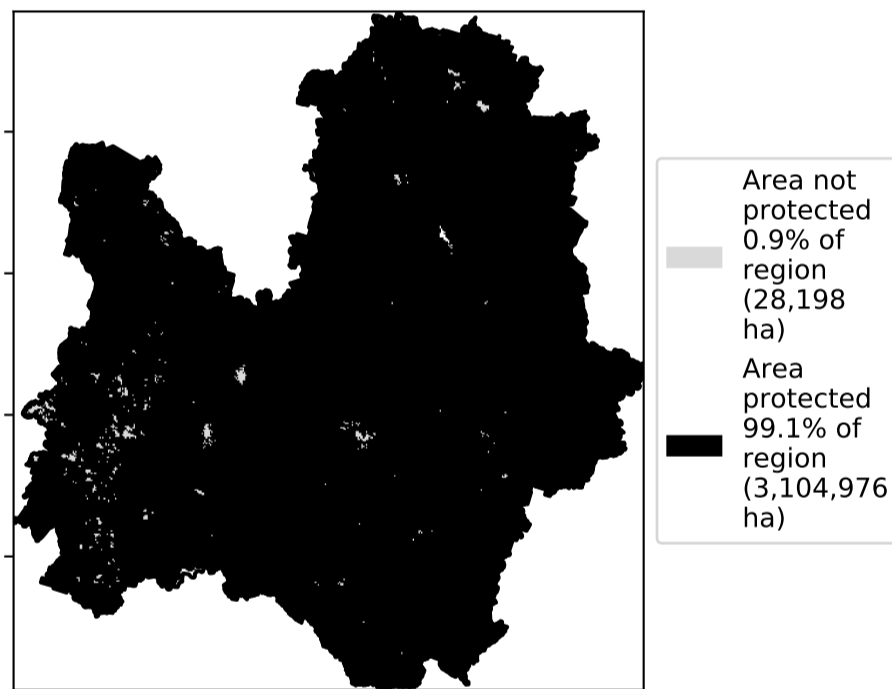 Area not
protected
0.9% of
region
(28,198
ha)
Area
protected
99.1% of
region
(3,104,976
ha)